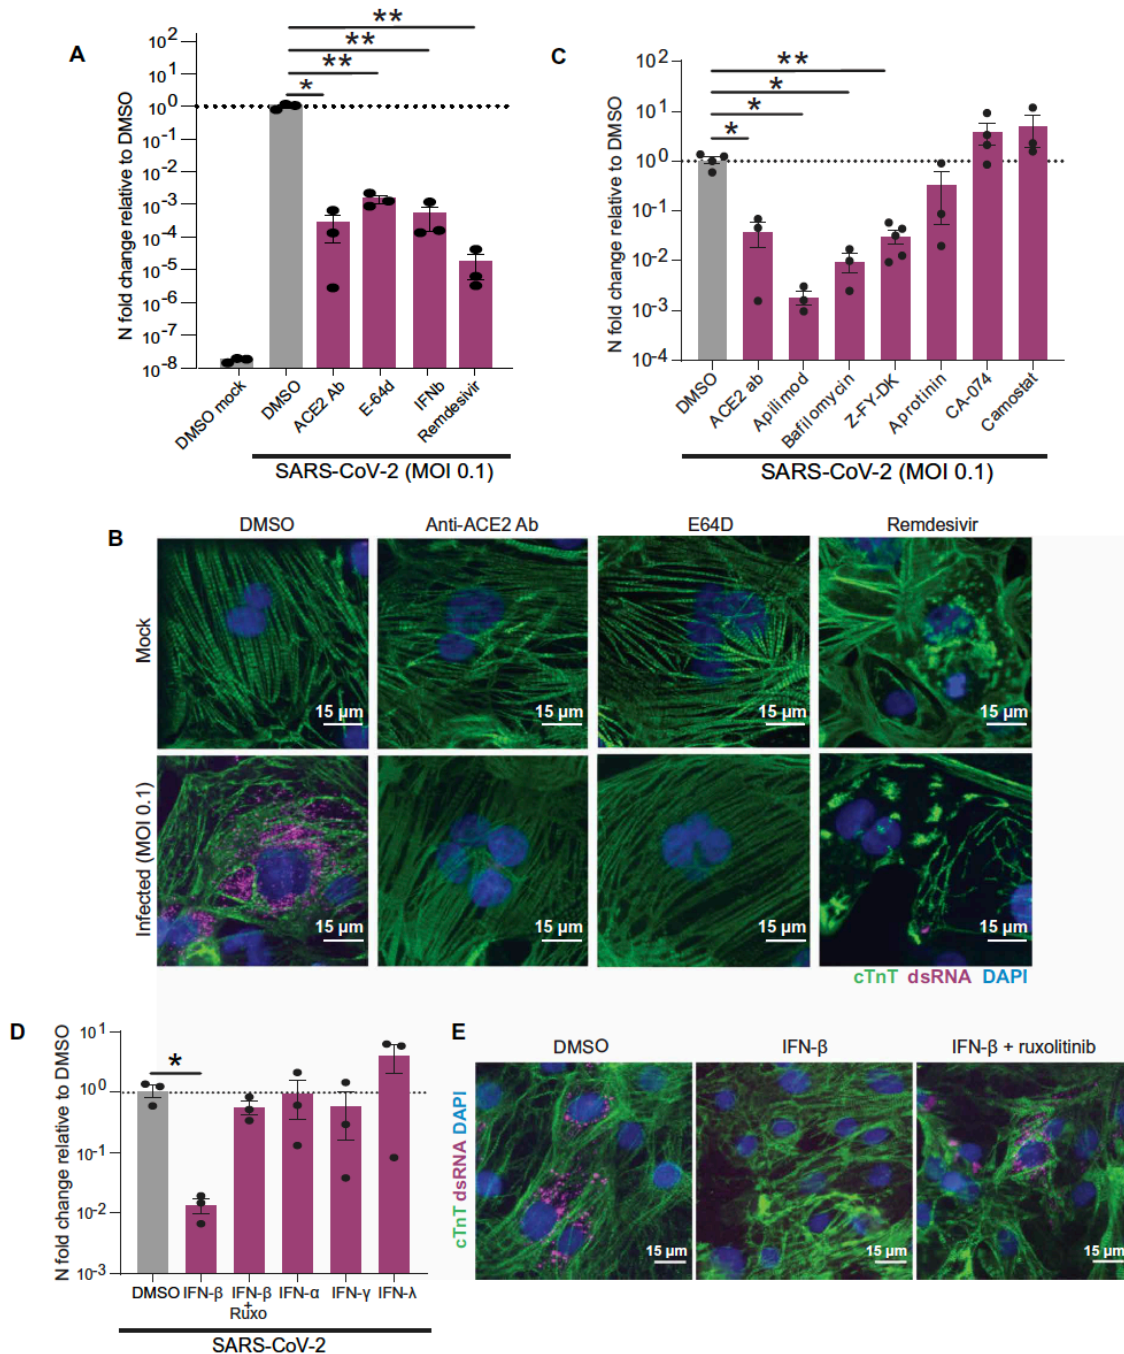 A
N fold change relative to DMSO
10^2
10^1
10^0
10^-1
10^-2
10^-3
10^-4
10^-5
10^-6
10^-7
10^-8
**
**
**
*
DMSO mock
DMSO
ACE2 Ab
E-64d
IFNb
Remdesivir
SARS-CoV-2 (MOI 0.1)
C
N fold change relative to DMSO
10^2
10^1
10^0
10^-1
10^-2
10^-3
10^-4
**
*
*
*
DMSO
ACE2 ab
Apilimod
Bafilomycin
Z-FY-DK
Aprotinin
CA-074
Camostat
SARS-CoV-2 (MOI 0.1)
B
DMSO
Anti-ACE2 Ab
E64D
Remdesivir
Mock
15 µm
15 µm
15 µm
15 µm
Infected (MOI 0.1)
15 µm
15 µm
15 µm
15 µm
cTnT dsRNA DAPI
D
N fold change relative to DMSO
10^1
10^0
10^-1
10^-2
10^-3
*
DMSO
IFN-β
IFN-β
+
Ruxo
IFN-α
IFN-γ
IFN-λ
SARS-CoV-2
E
DMSO
IFN-β
IFN-β + ruxolitinib
cTnT dsRNA DAPI
15 µm
15 µm
15 µm